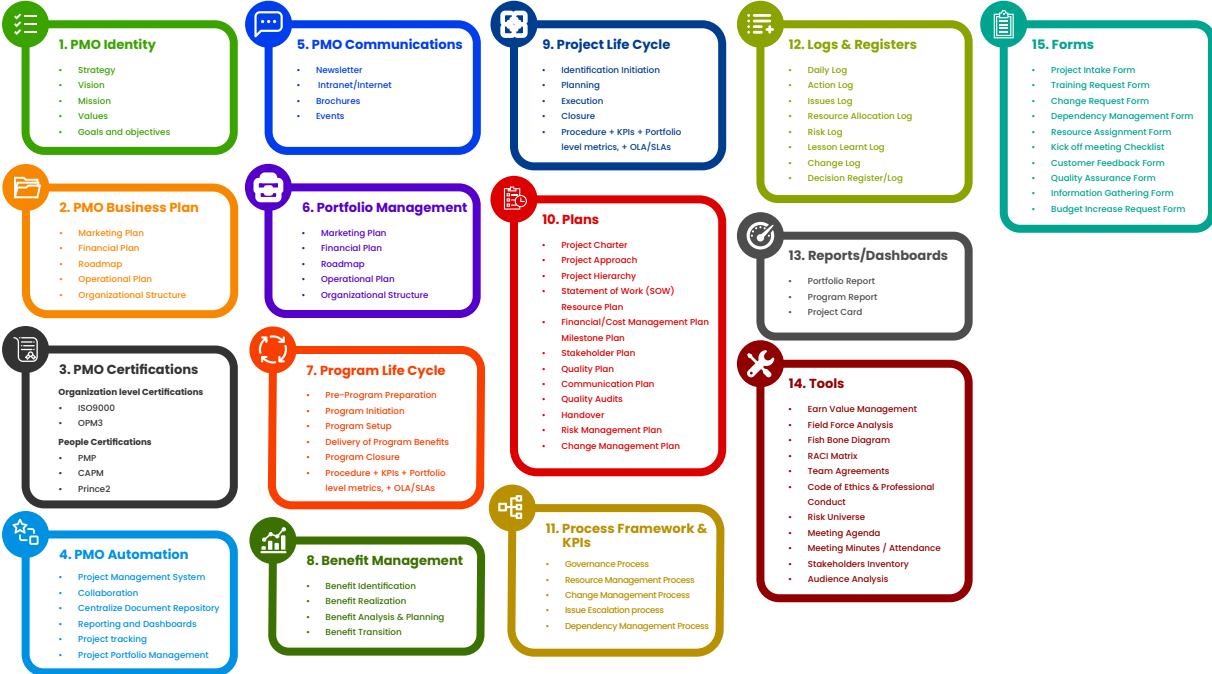 1. PMO Identity
• Strategy
• Vision
• Mission
• Values
• Goals and objectives
2. PMO Business Plan
• Marketing Plan
• Financial Plan
• Roadmap
• Operational Plan
• Organizational Structure
3. PMO Certifications
Organization level Certifications
• ISO9000
• OPM3
People Certifications
• PMP
• CAPM
• Prince2
4. PMO Automation
• Project Management System
• Collaboration
• Centralize Document Repository
• Reporting and Dashboards
• Project tracking
• Project Portfolio Management
5. PMO Communications
• Newsletter
• Intranet/Internet
• Brochures
• Events
6. Portfolio Management
• Marketing Plan
• Financial Plan
• Roadmap
• Operational Plan
• Organizational Structure
7. Program Life Cycle
• Pre-Program Preparation
• Program Initiation
• Program Setup
• Delivery of Program Benefits
• Program Closure
• Procedure + KPIs + Portfolio
level metrics, + OLA/SLAs
8. Benefit Management
• Benefit Identification
• Benefit Realization
• Benefit Analysis & Planning
• Benefit Transition
9. Project Life Cycle
• Identification Initiation
• Planning
• Execution
• Closure
• Procedure + KPIs + Portfolio
level metrics, + OLA/SLAs
10. Plans
• Project Charter
• Project Approach
• Project Hierarchy
• Statement of Work (SOW)
Resource Plan
• Financial/Cost Management Plan
Milestone Plan
• Stakeholder Plan
• Quality Plan
• Communication Plan
• Quality Audits
• Handover
• Risk Management Plan
• Change Management Plan
11. Process Framework &
KPIs
• Governance Process
• Resource Management Process
• Change Management Process
• Issue Escalation process
• Dependency Management Process
12. Logs & Registers
• Daily Log
• Action Log
• Issues Log
• Resource Allocation Log
• Risk Log
• Lesson Learnt Log
• Change Log
• Decision Register/Log
13. Reports/Dashboards
• Portfolio Report
• Program Report
• Project Card
14. Tools
• Earn Value Management
• Field Force Analysis
• Fish Bone Diagram
• RACI Matrix
• Team Agreements
• Code of Ethics & Professional
Conduct
• Risk Universe
• Meeting Agenda
• Meeting Minutes / Attendance
• Stakeholders Inventory
• Audience Analysis
15. Forms
• Project Intake Form
• Training Request Form
• Change Request Form
• Dependency Management Form
• Resource Assignment Form
• Kick off meeting Checklist
• Customer Feedback Form
• Quality Assurance Form
• Information Gathering Form
• Budget Increase Request Form